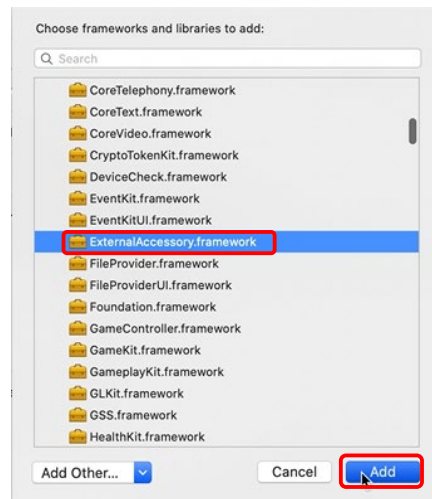 Choose frameworks and libraries to add:
Search
CoreTelephony.framework
CoreText.framework
CoreVideo.framework
CryptoTokenKit.framework
DeviceCheck.framework
EventKit.framework
EventKitUI.framework
ExternalAccessory.framework
FileProvider.framework
FileProviderUI.framework
Foundation.framework
GameController.framework
GameKit.framework
GameplayKit.framework
GLKit.framework
GSS.framework
HealthKit.framework
Add Other... Cancel Add